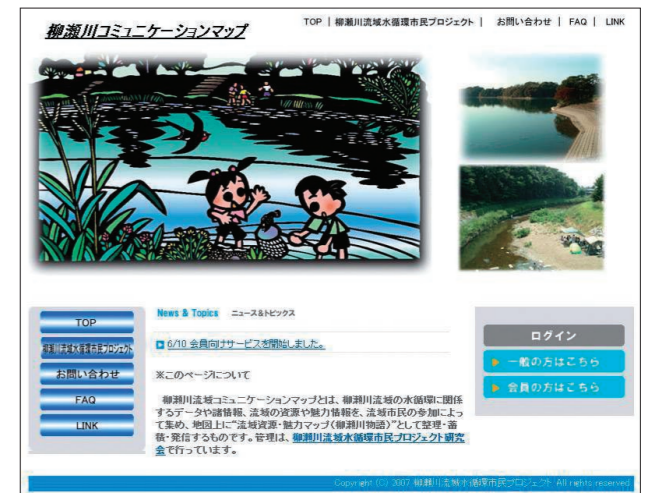 柳瀬川コミュニケーションマップ
TOP | 柳瀬川流域水循環市民プロジェクト | お問い合わせ | FAQ | LINK
TOP
柳瀬川流域水循環市民プロジェクト
お問い合わせ
FAQ
LINK
News & Topics ニュース&トピックス
6/10 会員向けサービスを開始しました。
※このページについて
柳瀬川流域コミュニケーションマップとは、柳瀬川流域の水循環に関係
するデータや諸情報、流域の資源や魅力情報を、流域市民の参加によっ
て集め、地図上に“流域資源・魅力マップ(柳瀬川物語)”として整理・蓄
積・発信するものです。管理は、柳瀬川流域水循環市民プロジェクト研究
会で行っています。
ログイン
一般の方はこちら
会員の方はこちら
Copyright (C) 2007 柳瀬川流域水循環市民プロジェクト All rights reserved